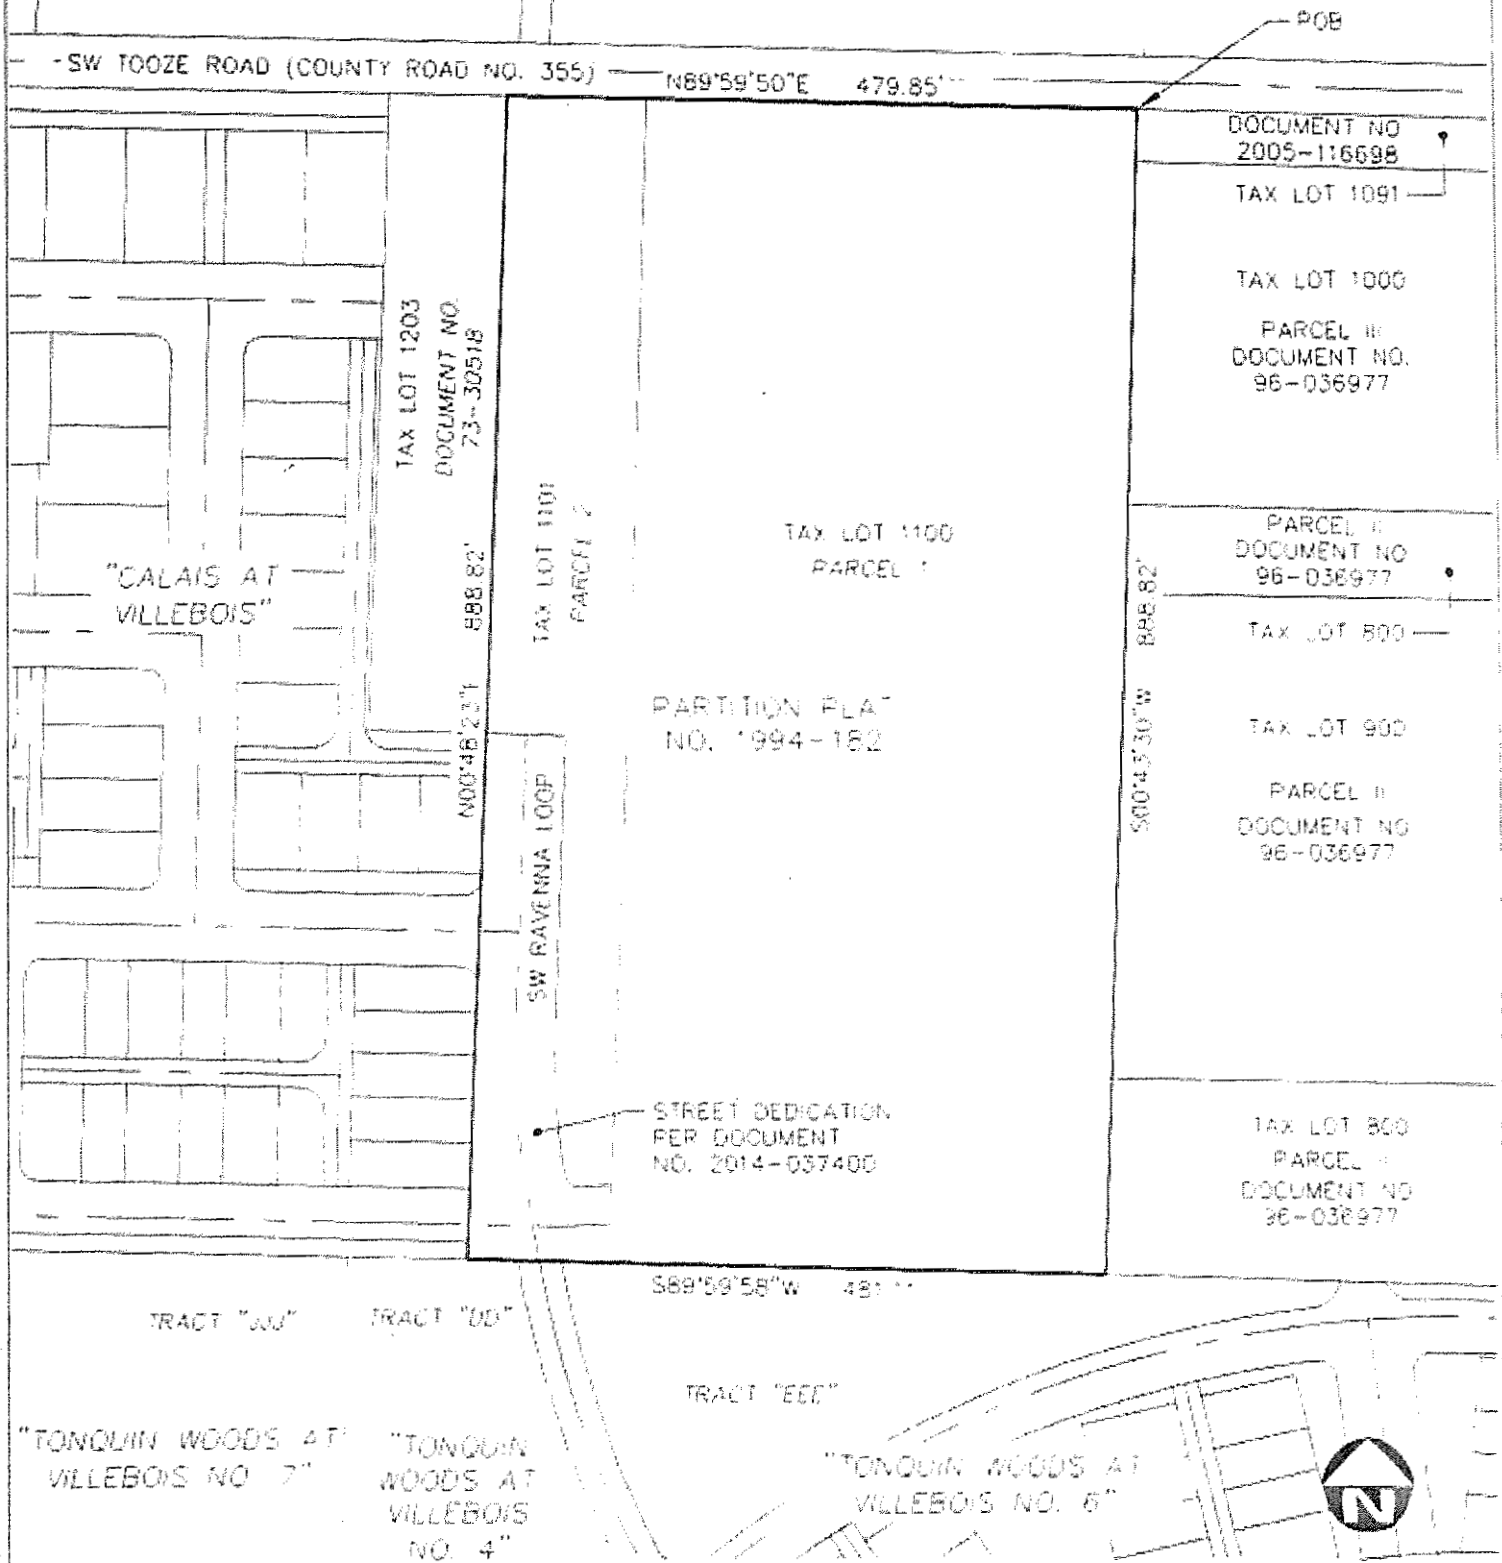 POB
SW TOOZE ROAD (COUNTY ROAD NO. 355)
N89°59'50"E 479.85'
DOCUMENT NO
2005-116698
TAX LOT 1091
TAX LOT 1000
PARCEL III
DOCUMENT NO.
96-036977
TAX LOT 1203
DOCUMENT NO.
73-30518
TAX LOT 1101
PARCEL 2
TAX LOT 1100
PARCEL 1
PARCEL
DOCUMENT NO
96-036977
TAX LOT 800
"CALAIS AT
VILLEBOIS"
N00°46'23"E 888.82'
S00°43'30"W 888.82'
PARTITION PLAT
NO. 1994-182
TAX LOT 900
PARCEL II
DOCUMENT NO
96-036977
SW RAVENNA LOOP
STREET DEDICATION
PER DOCUMENT
NO. 2014-037400
TAX LOT 800
PARCEL
DOCUMENT NO
96-036977
S89°59'58"W 481
TRACT "JJJ"
TRACT "DD"
TRACT "EEE"
"TONQUIN WOODS AT
VILLEBOIS NO 7"
"TONQUIN
WOODS AT
VILLEBOIS
NO. 4"
"TONQUIN WOODS AT
VILLEBOIS NO. 6"
N